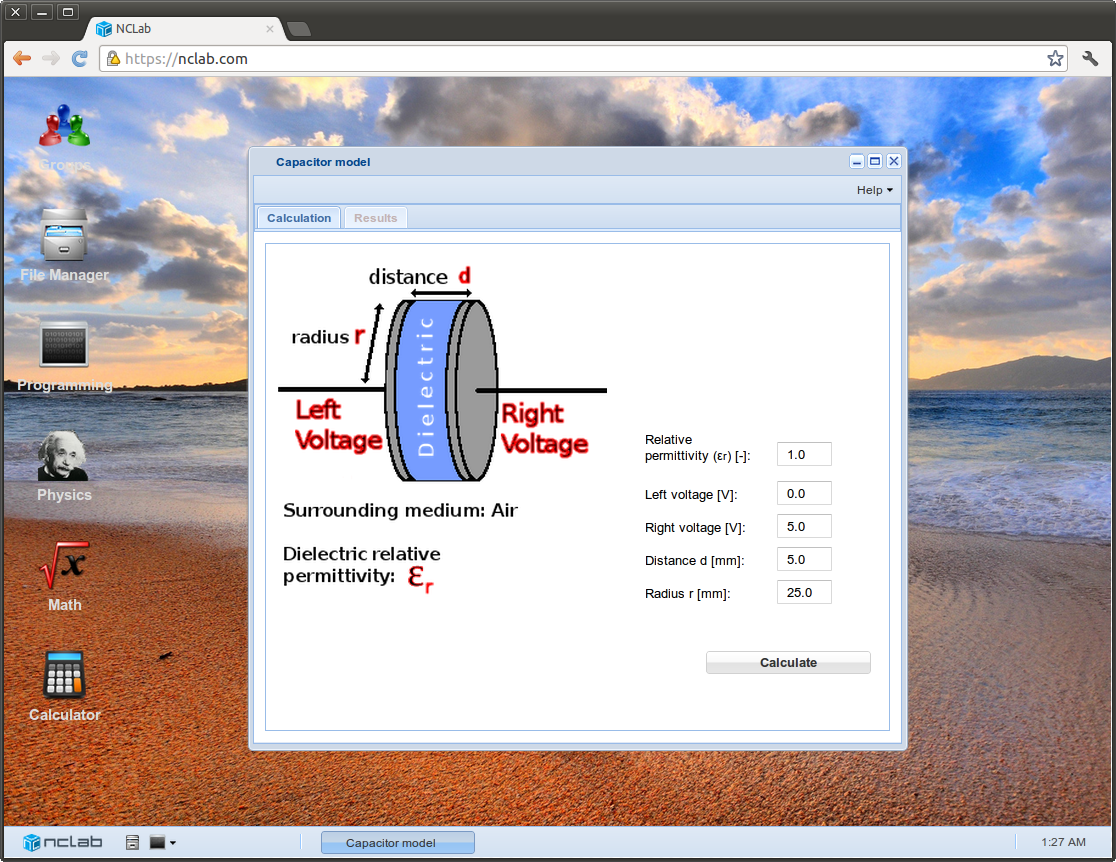 NCLab
https://nclab.com
Groups
File Manager
Programming
Physics
Math
Calculator
Capacitor model
Help
Calculation
Results
distance d
radius r
Dielectric
Left
Voltage
Right
Voltage
Surrounding medium: Air
Dielectric relative
permittivity: εr
Relative
permittivity (εr) [-]:
1.0
Left voltage [V]:
0.0
Right voltage [V]:
5.0
Distance d [mm]:
5.0
Radius r [mm]:
25.0
Calculate
nclab
Capacitor model
1:27 AM